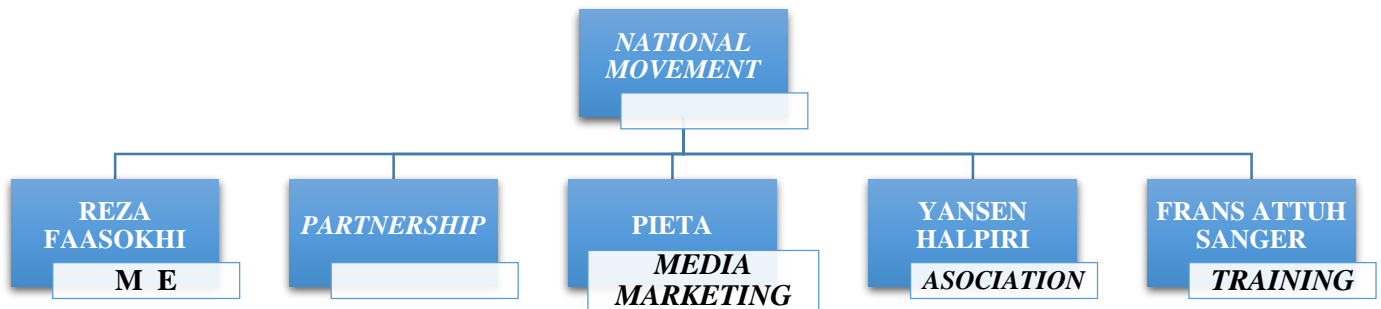 NATIONAL
MOVEMENT
REZA
FAASOKHI
M E
PARTNERSHIP
PIETA
MEDIA
MARKETING
YANSEN
HALPIRI
ASOCIATION
FRANS ATTUH
SANGER
TRAINING